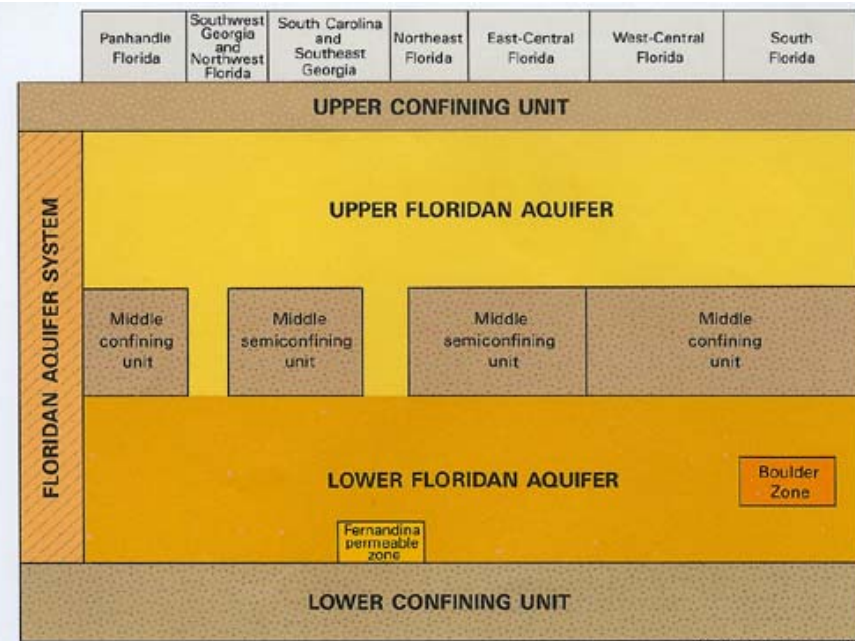 Panhandle
Florida
Southwest
Georgia
and
Northwest
Florida
South Carolina
and
Southeast
Georgia
Northeast
Florida
East-Central
Florida
West-Central
Florida
South
Florida
UPPER CONFINING UNIT
FLORIDAN AQUIFER SYSTEM
UPPER FLORIDAN AQUIFER
Middle
confining
unit
Middle
semiconfining
unit
Middle
semiconfining
unit
Middle
confining
unit
LOWER FLORIDAN AQUIFER
Boulder
Zone
Fernandina
permeable
zone
LOWER CONFINING UNIT